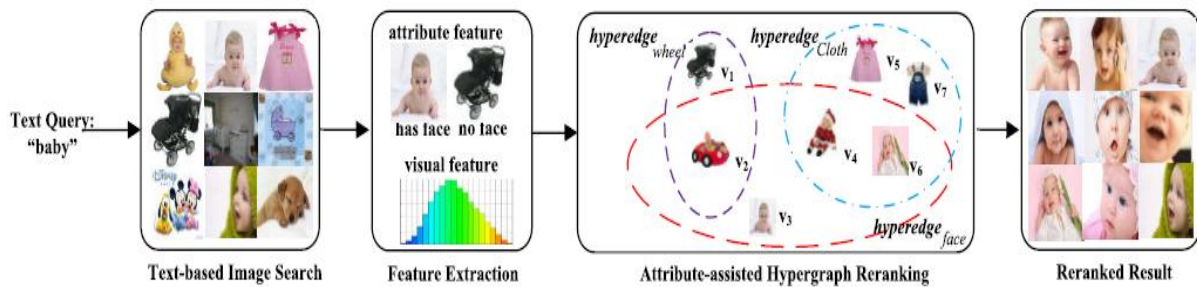 Text Query:
"baby"
Disney
Text-based Image Search
attribute feature
has face no face
visual feature
Feature Extraction
hyperedge wheel
hyperedge Cloth
v1
v5
v7
v2
v4
v6
v3
hyperedge face
Attribute-assisted Hypergraph Reranking
Reranked Result